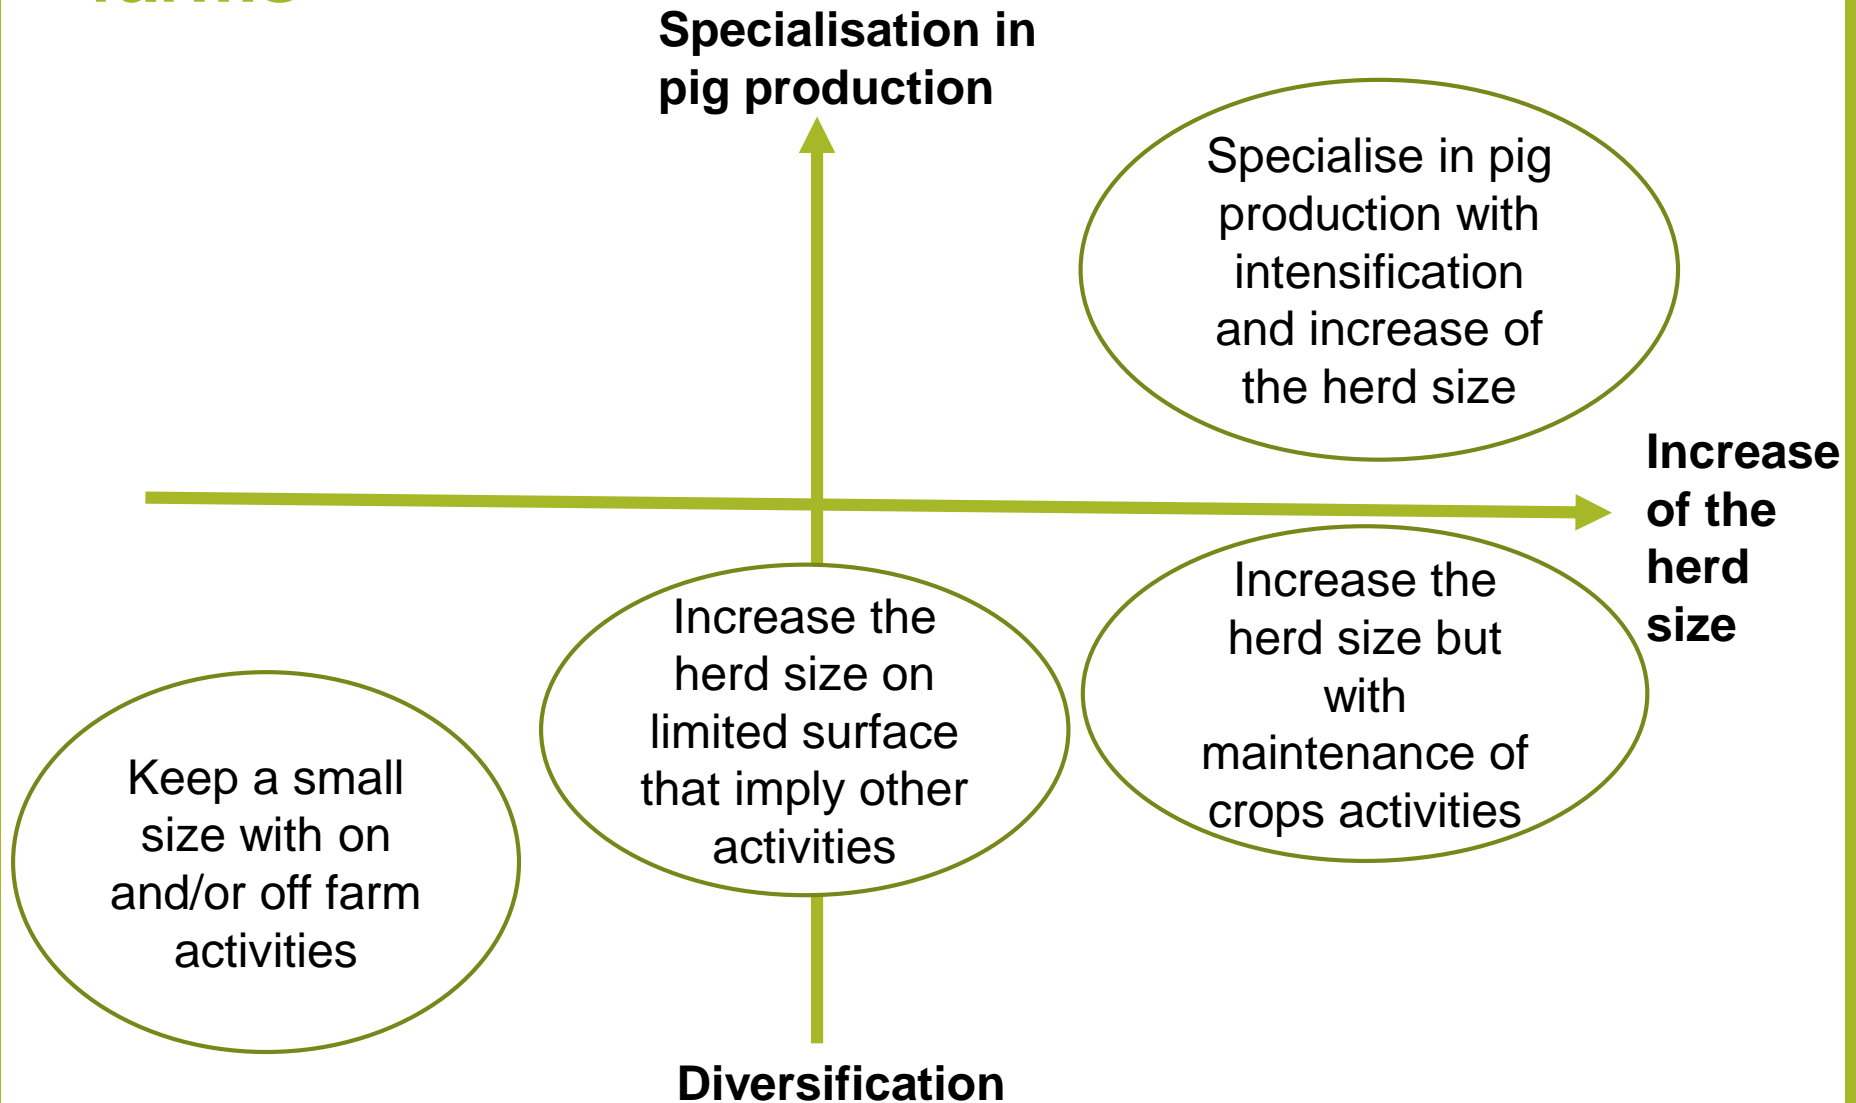 farms
Specialisation in
pig production
Specialise in pig
production with
intensification
and increase of
the herd size
Increase
of the
herd
size
Increase the
herd size but
with
maintenance of
crops activities
Increase the
herd size on
limited surface
that imply other
activities
Keep a small
size with on
and/or off farm
activities
Diversification